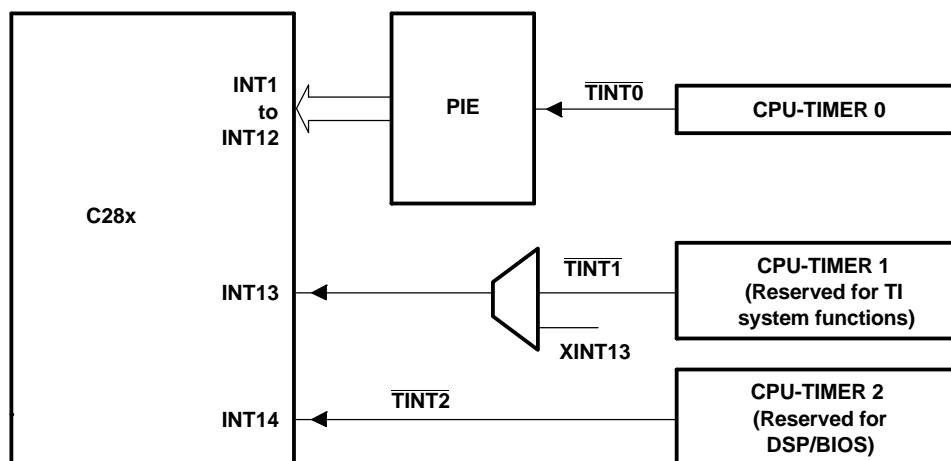 INT1
to
INT12
PIE
TINT0
CPU-TIMER 0
C28x
INT13
TINT1
XINT13
CPU-TIMER 1
(Reserved for TI
system functions)
INT14
TINT2
CPU-TIMER 2
(Reserved for
DSP/BIOS)